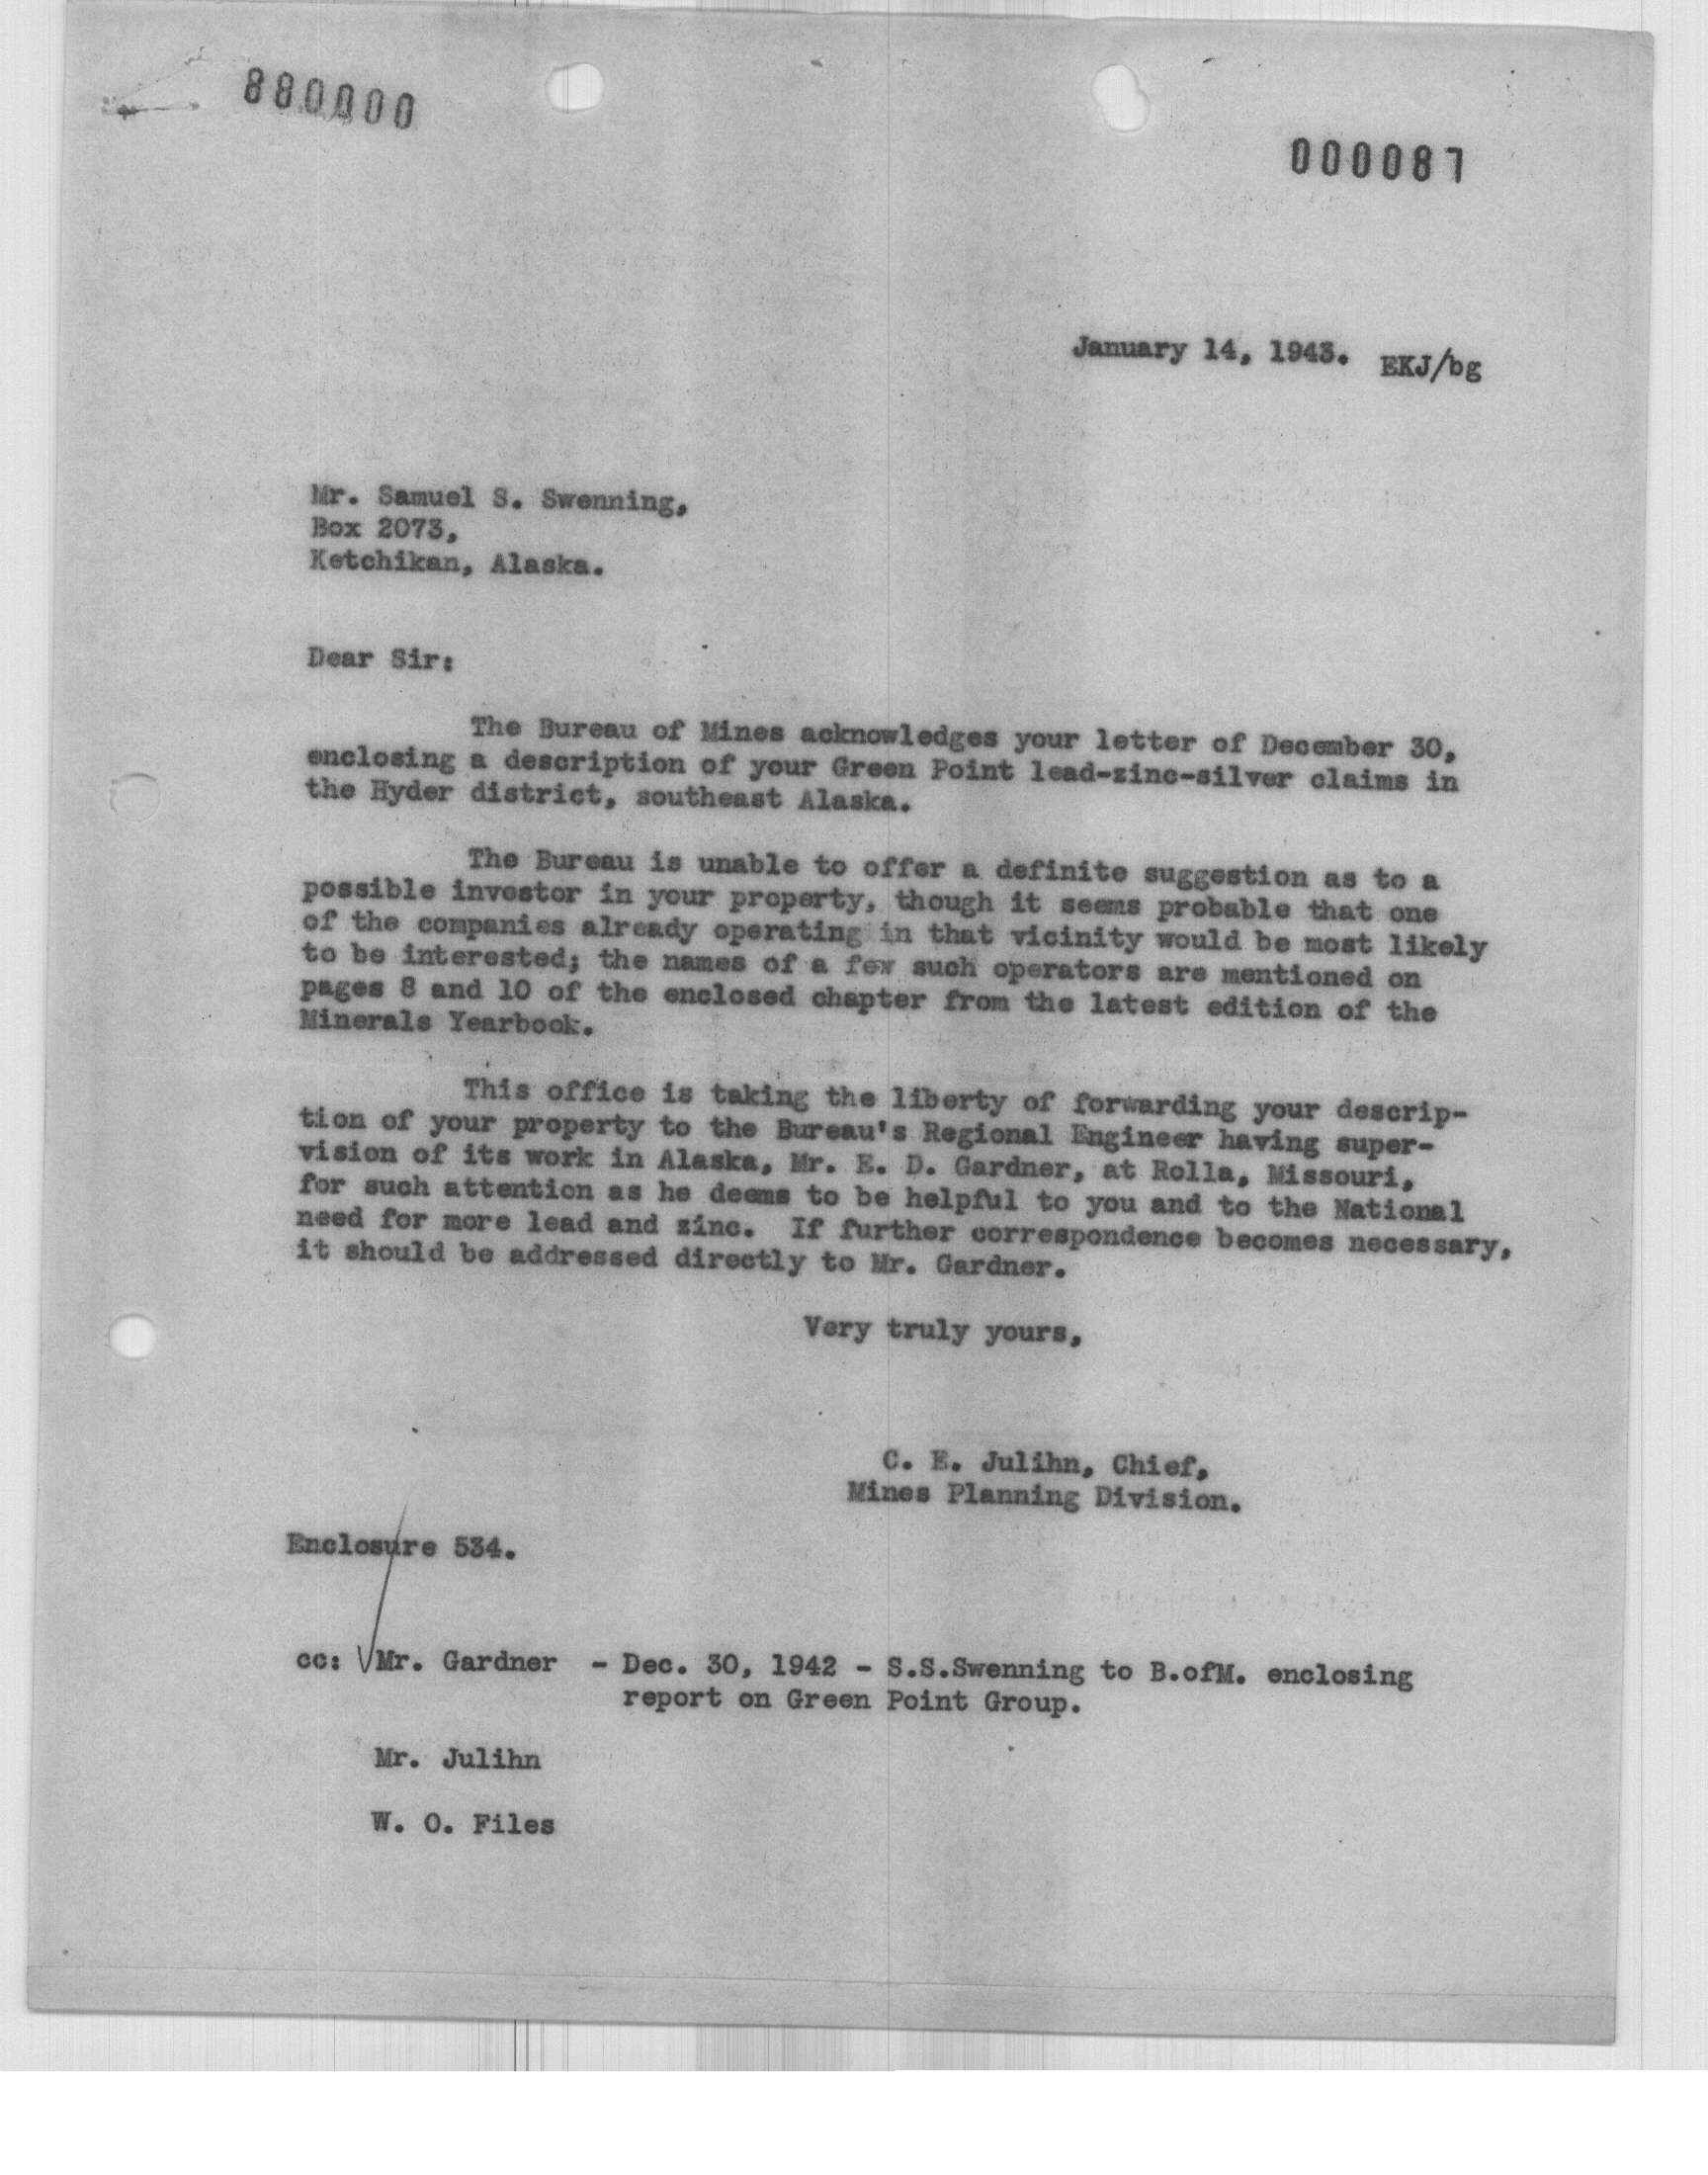 880000
000087
January 14, 1943. EKJ/bg
Mr. Samuel S. Swenning,
Box 2073,
Ketchikan, Alaska.
Dear Sir:
The Bureau of Mines acknowledges your letter of December 30,
enclosing a description of your Green Point lead-zinc-silver claims in
the Hyder district, southeast Alaska.
The Bureau is unable to offer a definite suggestion as to a
possible investor in your property, though it seems probable that one
of the companies already operating in that vicinity would be most likely
to be interested; the names of a few such operators are mentioned on
pages 8 and 10 of the enclosed chapter from the latest edition of the
Minerals Yearbook.
This office is taking the liberty of forwarding your descrip-
tion of your property to the Bureau's Regional Engineer having super-
vision of its work in Alaska, Mr. E. D. Gardner, at Rolla, Missouri,
for such attention as he deems to be helpful to you and to the National
need for more lead and zinc. If further correspondence becomes necessary,
it should be addressed directly to Mr. Gardner.
Very truly yours,
C. E. Julihn, Chief,
Mines Planning Division.
Enclosure 534.
cc: Mr. Gardner - Dec. 30, 1942 - S.S.Swenning to B.ofM. enclosing
report on Green Point Group.
Mr. Julihn
W. O. Files